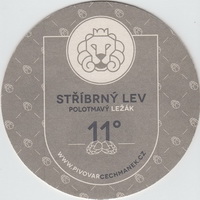 STŘÍBRNÝ LEV
POLOTMAVÝ LEŽÁK
11°
WWW.PIVOVARCECHMANEK.CZ